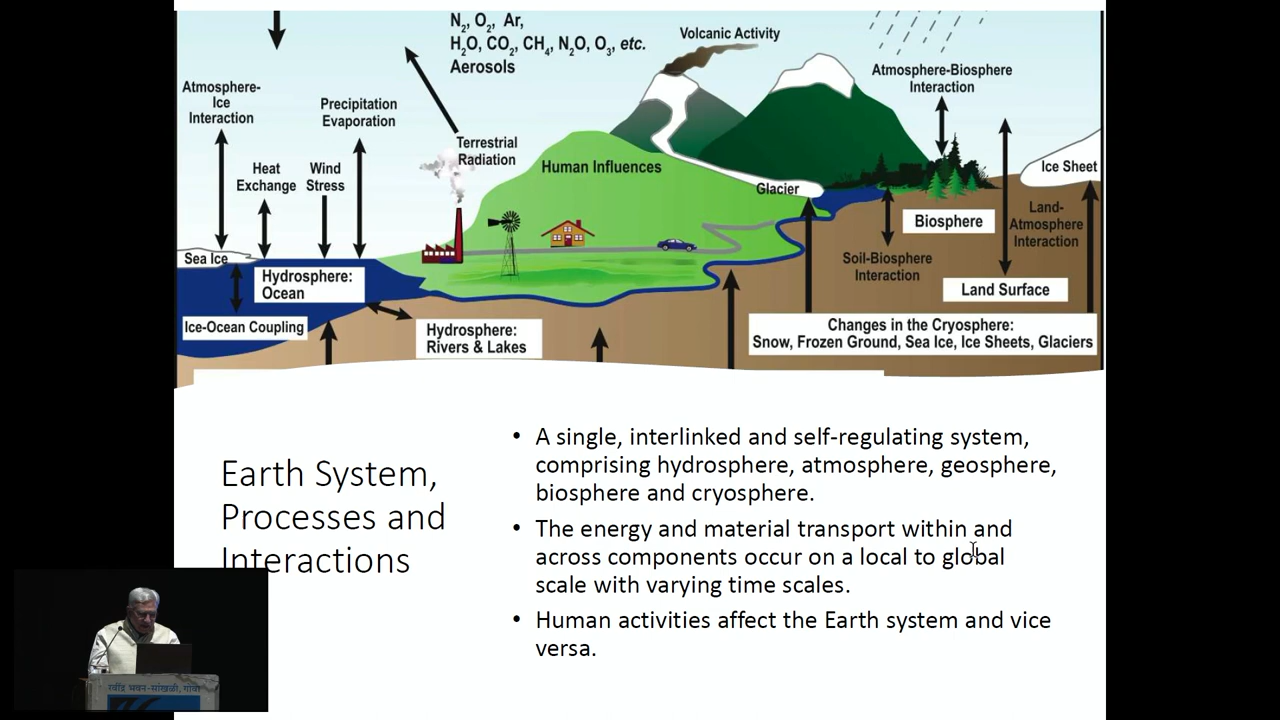 N₂, O₂, Ar,
H₂O, CO₂, CH₄, N₂O, O₃, etc.
Aerosols
Volcanic Activity
Atmosphere-
Ice
Interaction
Precipitation
Evaporation
Atmosphere-Biosphere
Interaction
Heat
Exchange
Wind
Stress
Terrestrial
Radiation
Human Influences
Glacier
Ice Sheet
Biosphere
Land-
Atmosphere
Interaction
Soil-Biosphere
Interaction
Land Surface
Sea Ice
Hydrosphere:
Ocean
Ice-Ocean Coupling
Hydrosphere:
Rivers & Lakes
Changes in the Cryosphere:
Snow, Frozen Ground, Sea Ice, Ice Sheets, Glaciers
Earth System,
Processes and
Interactions
• A single, interlinked and self-regulating system,
comprising hydrosphere, atmosphere, geosphere,
biosphere and cryosphere.
• The energy and material transport within and
across components occur on a local to global
scale with varying time scales.
• Human activities affect the Earth system and vice
versa.
रवींद्र भवन-सांखळी, गोवा